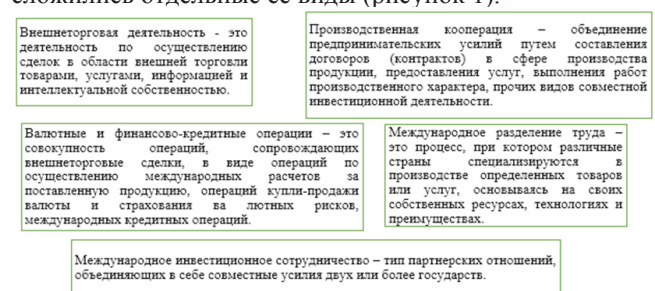 сложились отдельные ее виды (рисунок 1).
Внешнеторговая деятельность - это
деятельность по осуществлению
сделок в области внешней торговли
товарами, услугами, информацией и
интеллектуальной собственностью.
Производственная кооперация – объединение
предпринимательских усилий путем составления
договоров (контрактов) в сфере производства
продукции, предоставления услуг, выполнения работ
производственного характера, прочих видов совместной
инвестиционной деятельности.
Валютные и финансово-кредитные операции – это
совокупность операций, сопровождающих
внешнеторговые сделки, в виде операций по
осуществлению международных расчетов за
поставленную продукцию, операций купли-продажи
валюты и страхования ва лютных рисков,
международных кредитных операций.
Международное разделение труда –
это процесс, при котором различные
страны специализируются в
производстве определенных товаров
или услуг, основываясь на своих
собственных ресурсах, технологиях и
преимуществах.
Международное инвестиционное сотрудничество – тип партнерских отношений,
объединяющих в себе совместные усилия двух или более государств.